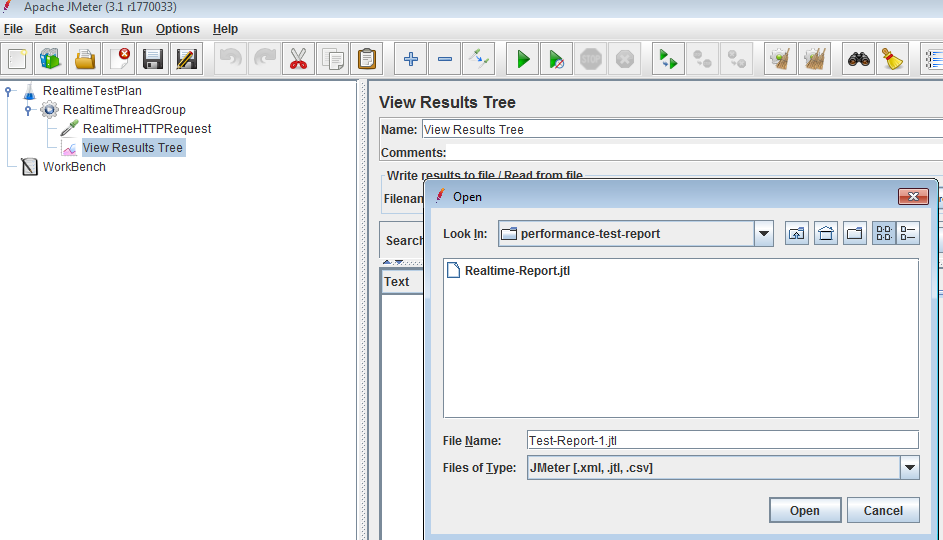 Apache JMeter (3.1 r1770033)
File Edit Search Run Options Help
STOP
RealtimeTestPlan
RealtimeThreadGroup
RealtimeHTTPRequest
View Results Tree
WorkBench
View Results Tree
Name: View Results Tree
Comments:
Write results to file / Read from file
Filenam
Search
Text
Open
Look In: performance-test-report
Realtime-Report.jtl
File Name: Test-Report-1.jtl
Files of Type: JMeter [.xml, .jtl, .csv]
Open Cancel